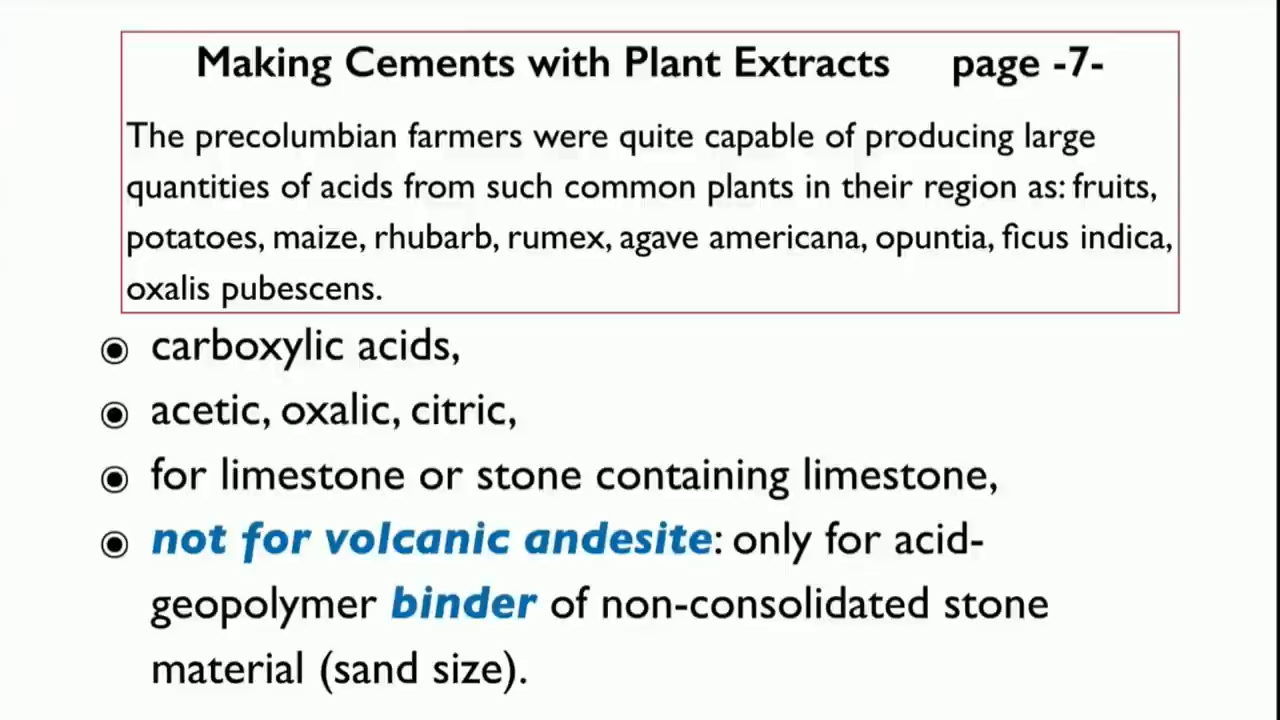 Making Cements with Plant Extracts page -7-
The precolumbian farmers were quite capable of producing large
quantities of acids from such common plants in their region as: fruits,
potatoes, maize, rhubarb, rumex, agave americana, opuntia, ficus indica,
oxalis pubescens.
carboxylic acids,
acetic, oxalic, citric,
for limestone or stone containing limestone,
not for volcanic andesite: only for acid-
geopolymer binder of non-consolidated stone
material (sand size).